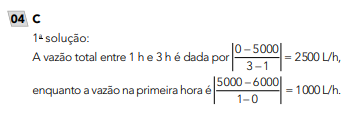 04 C
1ª solução:
A vazão total entre 1 h e 3 h é dada por |0 – 5000 / 3 – 1| = 2500 L/h,
enquanto a vazão na primeira hora é |5000 – 6000 / 1–0| = 1000 L/h.